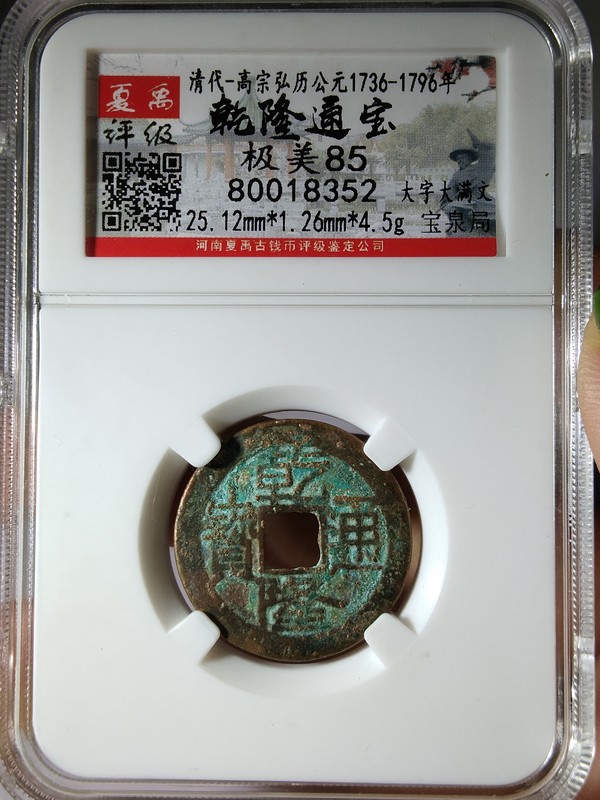 清代-高宗弘历公元1736-1796年
夏禹
评级
乾隆通宝
极美85
80018352 大字大满文
25.12mm*1.26mm*4.5g 宝泉局
河南夏禹古钱币评级鉴定公司
乾隆通寶